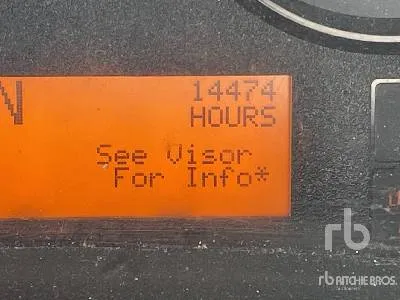 N 14474
HOURS
See Visor
For Info*
rb
rb RITCHIE BROS.